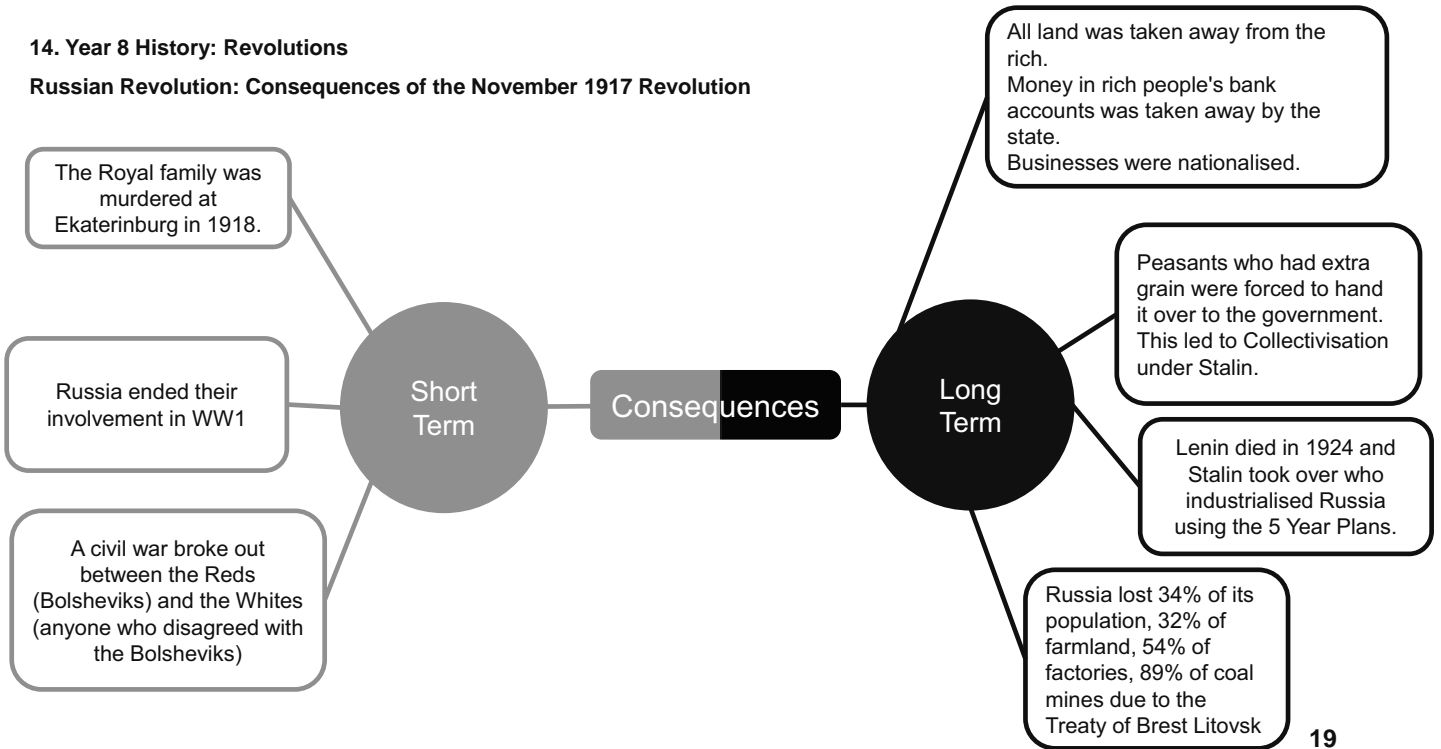 14. Year 8 History: Revolutions
Russian Revolution: Consequences of the November 1917 Revolution
The Royal family was
murdered at
Ekaterinburg in 1918.
Russia ended their
involvement in WW1
A civil war broke out
between the Reds
(Bolsheviks) and the Whites
(anyone who disagreed with
the Bolsheviks)
Short
Term
Consequences
Long
Term
All land was taken away from the
rich.
Money in rich people's bank
accounts was taken away by the
state.
Businesses were nationalised.
Peasants who had extra
grain were forced to hand
it over to the government.
This led to Collectivisation
under Stalin.
Lenin died in 1924 and
Stalin took over who
industrialised Russia
using the 5 Year Plans.
Russia lost 34% of its
population, 32% of
farmland, 54% of
factories, 89% of coal
mines due to the
Treaty of Brest Litovsk
19